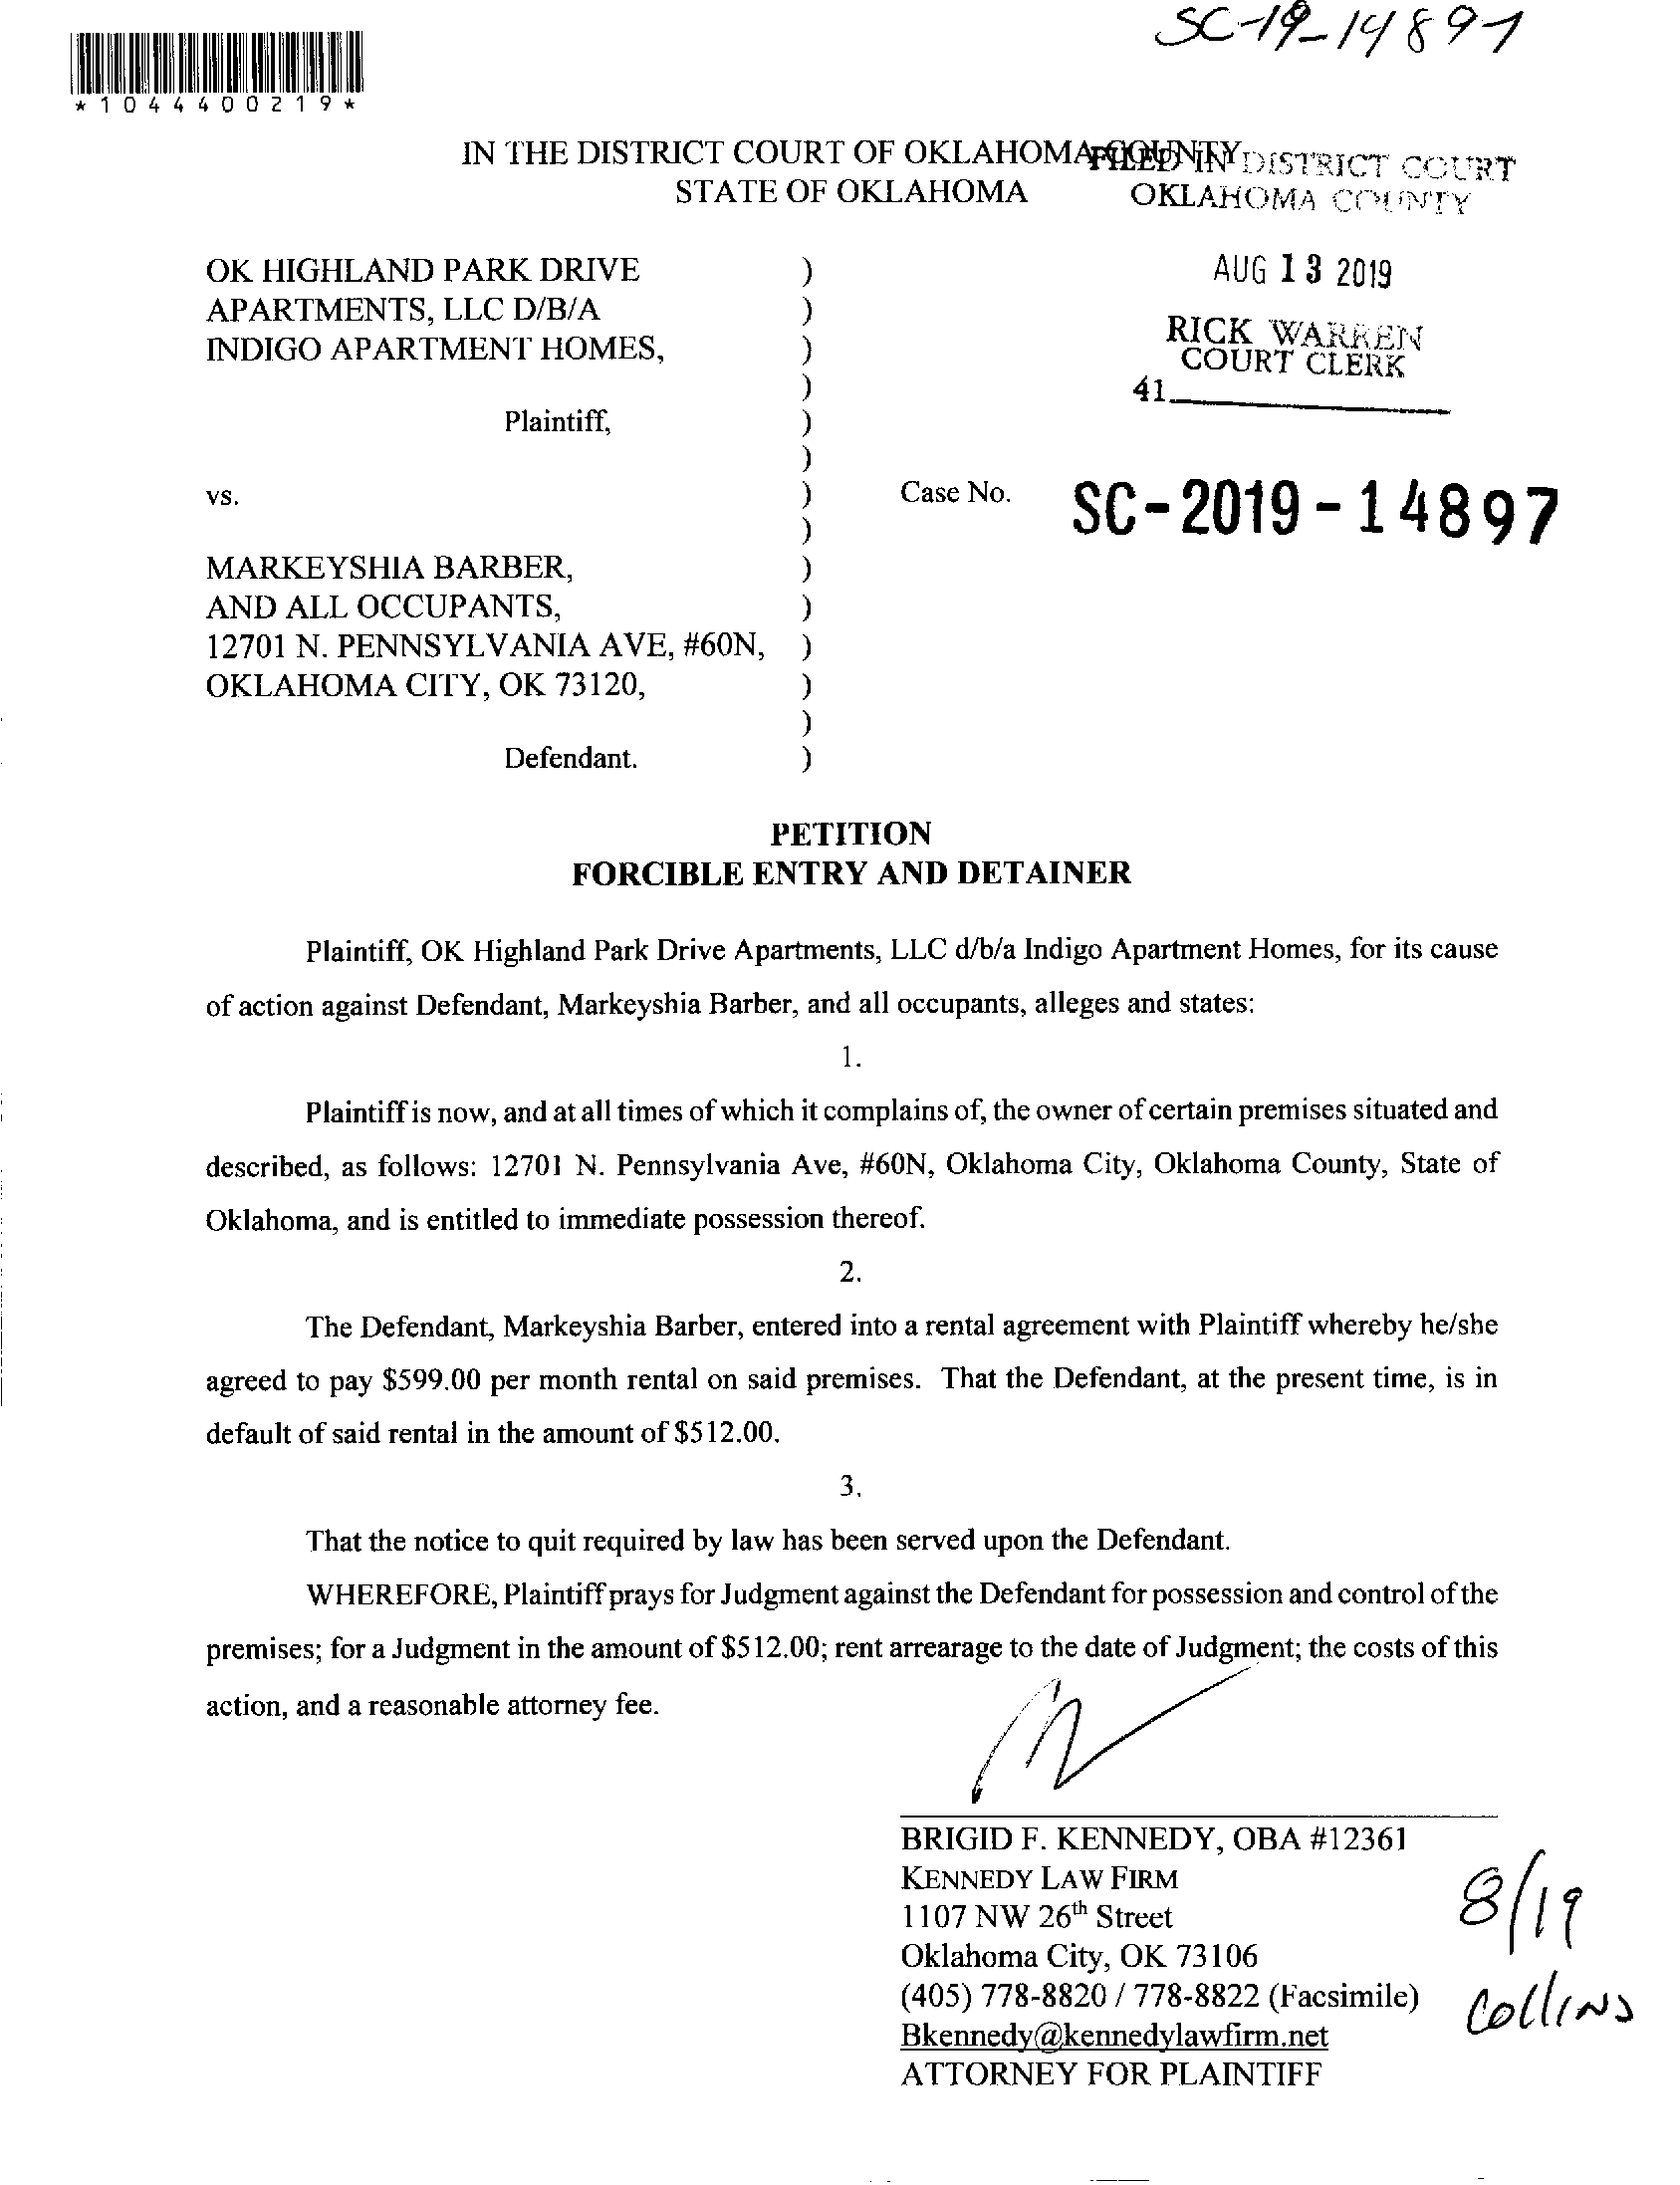 SC-19-14897
*1044400219*
IN THE DISTRICT COURT OF OKLAHOMA COUNTY
STATE OF OKLAHOMA
FILED IN DISTRICT COURT
OKLAHOMA COUNTY
AUG 13 2019
RICK WARREN
COURT CLERK
41
OK HIGHLAND PARK DRIVE )
APARTMENTS, LLC D/B/A )
INDIGO APARTMENT HOMES, )
)
Plaintiff, )
)
vs. ) Case No. SC-2019-14897
)
MARKEYSHIA BARBER, )
AND ALL OCCUPANTS, )
12701 N. PENNSYLVANIA AVE, #60N, )
OKLAHOMA CITY, OK 73120, )
)
Defendant. )
PETITION
FORCIBLE ENTRY AND DETAINER
Plaintiff, OK Highland Park Drive Apartments, LLC d/b/a Indigo Apartment Homes, for its cause
of action against Defendant, Markeyshia Barber, and all occupants, alleges and states:
1.
Plaintiff is now, and at all times of which it complains of, the owner of certain premises situated and
described, as follows: 12701 N. Pennsylvania Ave, #60N, Oklahoma City, Oklahoma County, State of
Oklahoma, and is entitled to immediate possession thereof.
2.
The Defendant, Markeyshia Barber, entered into a rental agreement with Plaintiff whereby he/she
agreed to pay $599.00 per month rental on said premises. That the Defendant, at the present time, is in
default of said rental in the amount of $512.00.
3.
That the notice to quit required by law has been served upon the Defendant.
WHEREFORE, Plaintiff prays for Judgment against the Defendant for possession and control of the
premises; for a Judgment in the amount of $512.00; rent arrearage to the date of Judgment; the costs of this
action, and a reasonable attorney fee.
BRIGID F. KENNEDY, OBA #12361
KENNEDY LAW FIRM
1107 NW 26th Street
Oklahoma City, OK 73106
(405) 778-8820 / 778-8822 (Facsimile)
Bkennedy@kennedylawfirm.net
ATTORNEY FOR PLAINTIFF
8/19
Collins